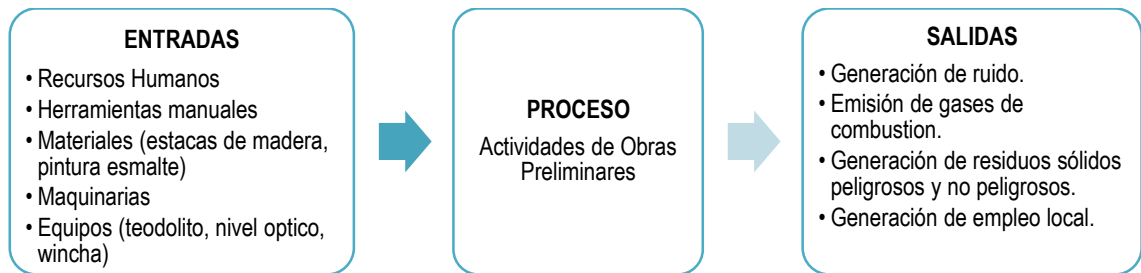 ENTRADAS
• Recursos Humanos
• Herramientas manuales
• Materiales (estacas de madera,
pintura esmalte)
• Maquinarias
• Equipos (teodolito, nivel optico,
wincha)
PROCESO
Actividades de Obras
Preliminares
SALIDAS
• Generación de ruido.
• Emisión de gases de
combustion.
• Generación de residuos sólidos
peligrosos y no peligrosos.
• Generación de empleo local.